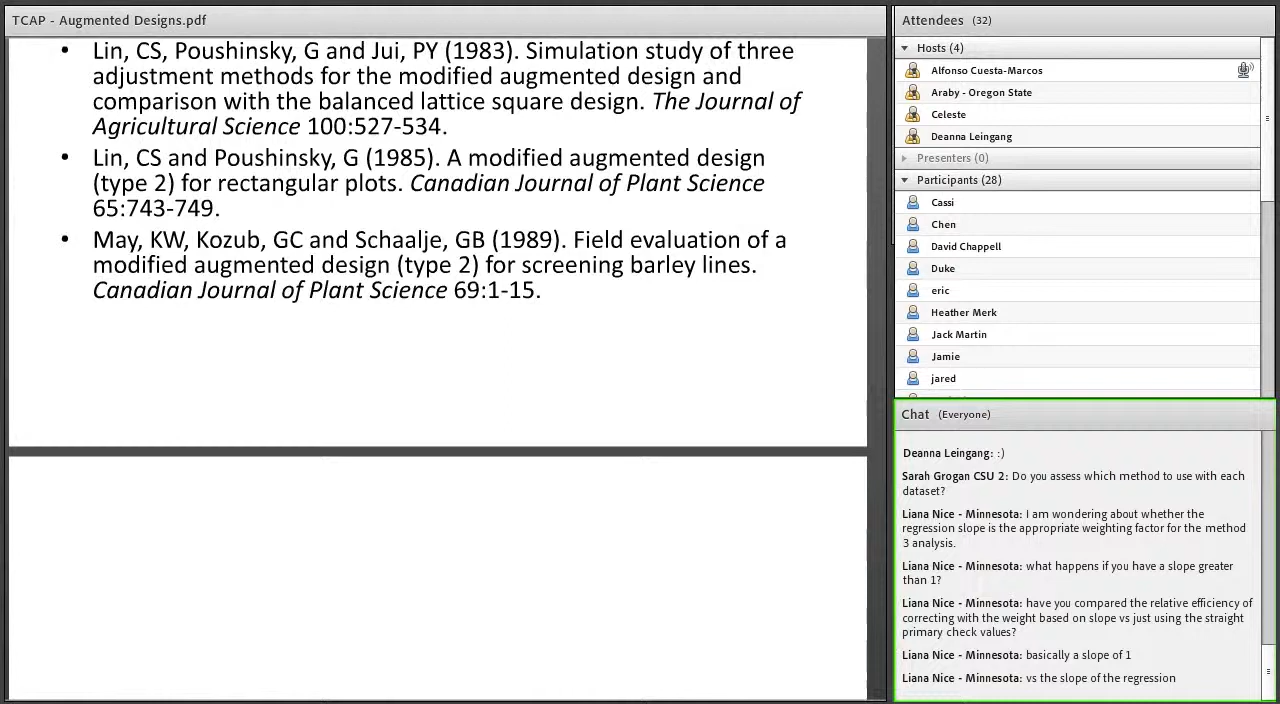 TCAP - Augmented Designs.pdf
• Lin, CS, Poushinsky, G and Jui, PY (1983). Simulation study of three
adjustment methods for the modified augmented design and
comparison with the balanced lattice square design. The Journal of
Agricultural Science 100:527-534.
• Lin, CS and Poushinsky, G (1985). A modified augmented design
(type 2) for rectangular plots. Canadian Journal of Plant Science
65:743-749.
• May, KW, Kozub, GC and Schaalje, GB (1989). Field evaluation of a
modified augmented design (type 2) for screening barley lines.
Canadian Journal of Plant Science 69:1-15.
Attendees (32)
Hosts (4)
Alfonso Cuesta-Marcos
Araby - Oregon State
Celeste
Deanna Leingang
Presenters (0)
Participants (28)
Cassi
Chen
David Chappell
Duke
eric
Heather Merk
Jack Martin
Jamie
jared
Chat (Everyone)
Deanna Leingang: :)
Sarah Grogan CSU 2: Do you assess which method to use with each
dataset?
Liana Nice - Minnesota: I am wondering about whether the
regression slope is the appropriate weighting factor for the method
3 analysis.
Liana Nice - Minnesota: what happens if you have a slope greater
than 1?
Liana Nice - Minnesota: have you compared the relative efficiency of
correcting with the weight based on slope vs just using the straight
primary check values?
Liana Nice - Minnesota: basically a slope of 1
Liana Nice - Minnesota: vs the slope of the regression